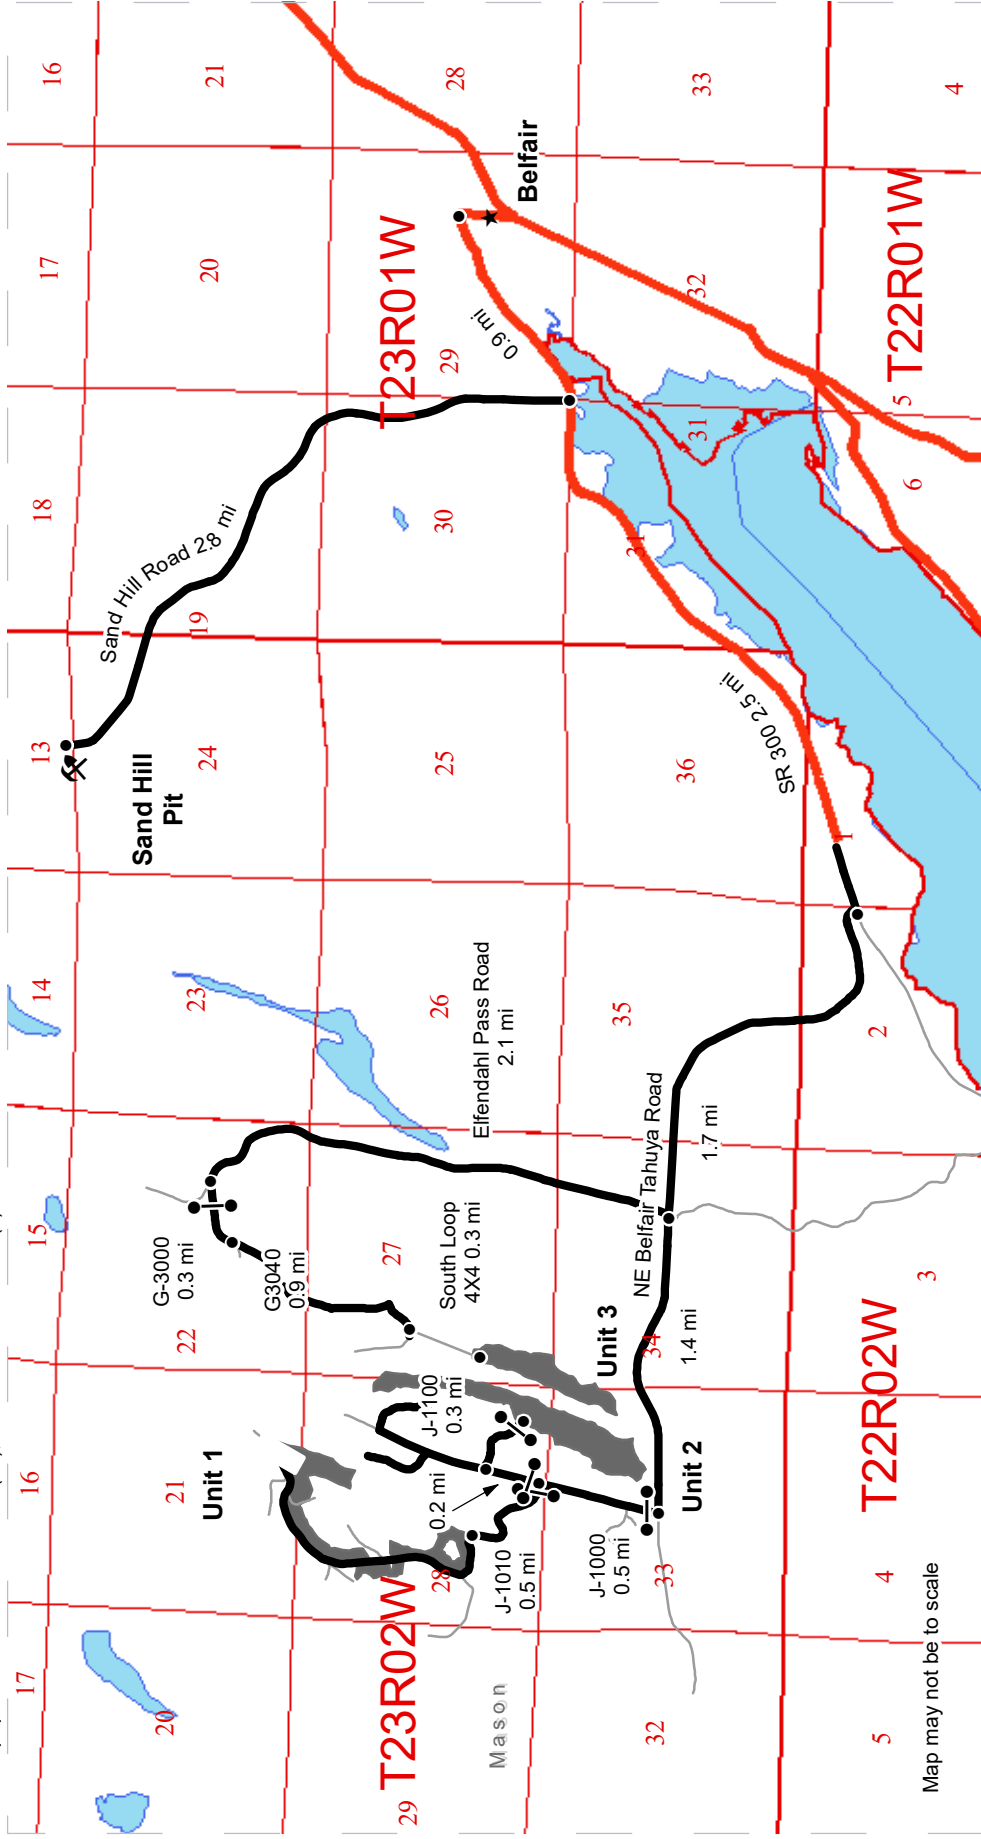 16
21
28
33
4
Belfair
17
20
T23R01W
29
0.9 mi
32
T22R01W
5
18
Sand Hill Road 2.8 mi
19
30
31
31
6
13
Sand Hill
Pit
24
25
36
SR 300 2.5 mi
1
14
23
26
Elfendahl Pass Road
2.1 mi
35
2
15
G-3000
0.3 mi
G3040
0.9 mi
22
27
South Loop
4X4 0.3 mi
NE Belfair Tahuya Road
1.7 mi
Unit 3
34
1.4 mi
3
T22R02W
16
21
Unit 1
J-1100
0.3 mi
0.2 mi
Unit 2
28
J-1010
0.5 mi
J-1000
0.5 mi
33
4
17
20
T23R02W
29
Mason
32
5
Map may not be to scale